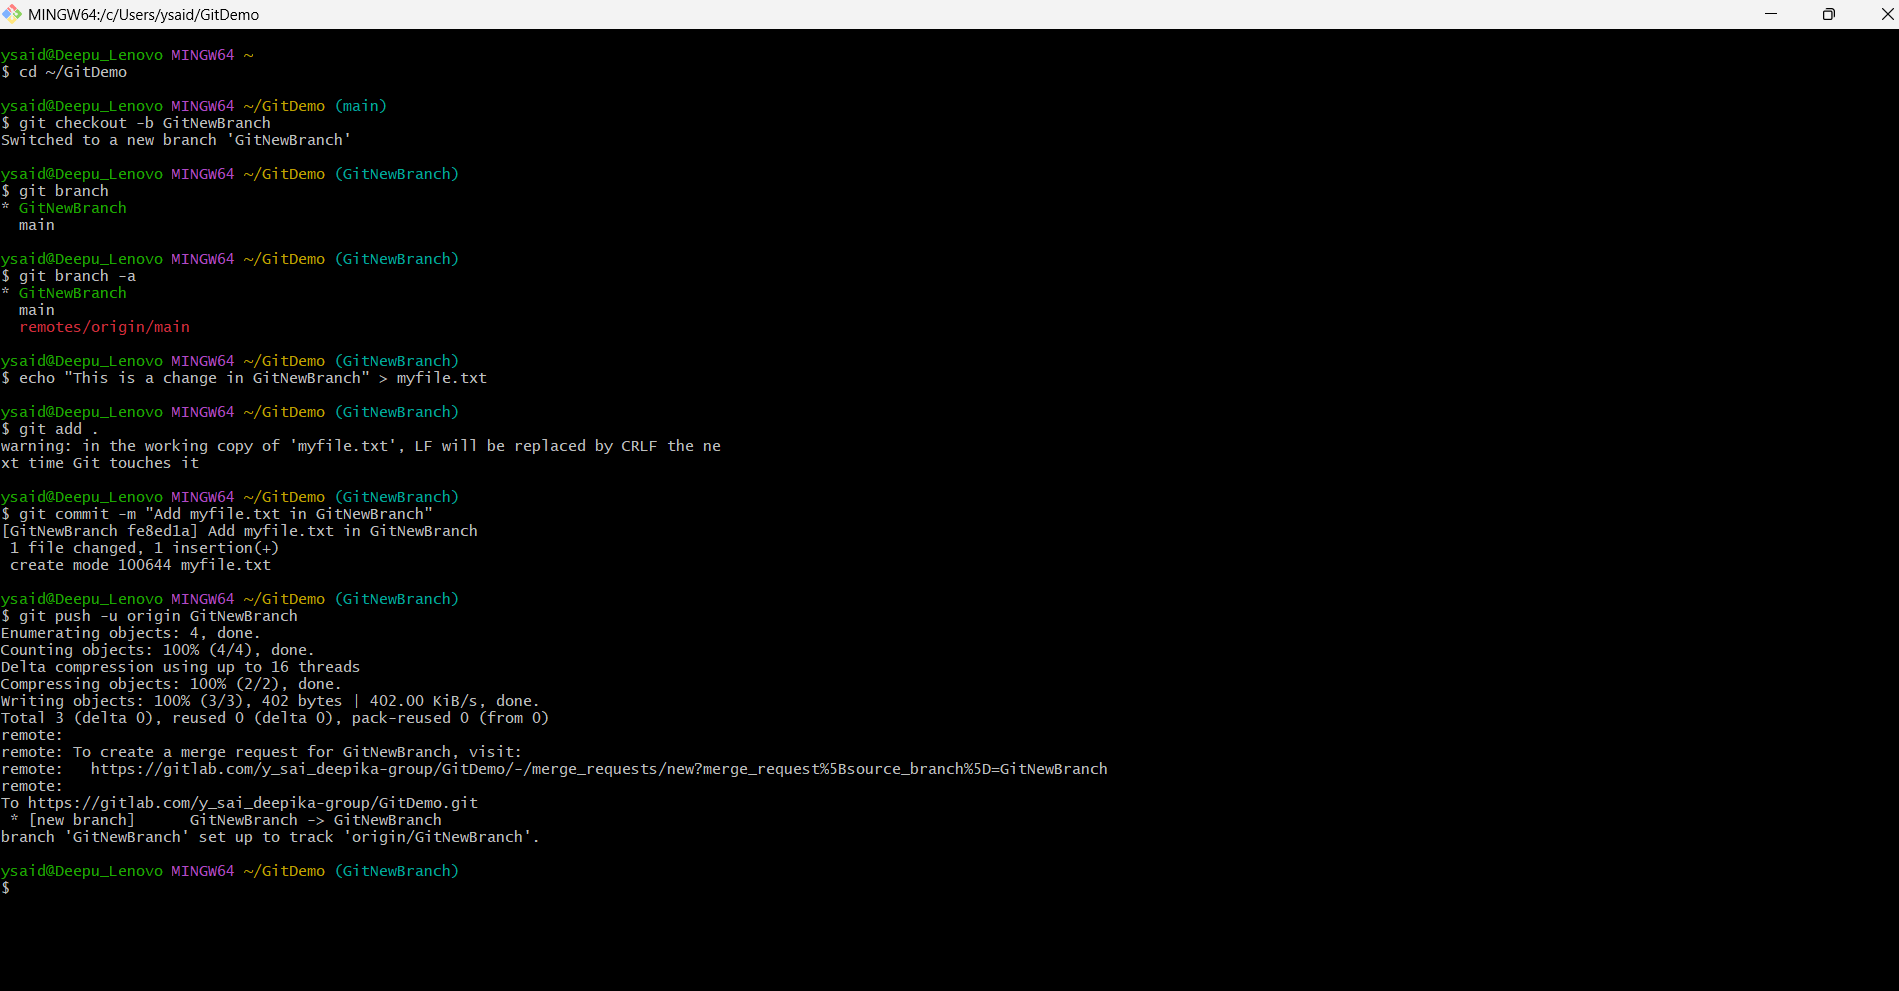 MINGW64:/c/Users/ysaid/GitDemo
ysaid@Deepu_Lenovo MINGW64 ~
$ cd ~/GitDemo
ysaid@Deepu_Lenovo MINGW64 ~/GitDemo (main)
$ git checkout -b GitNewBranch
Switched to a new branch 'GitNewBranch'
ysaid@Deepu_Lenovo MINGW64 ~/GitDemo (GitNewBranch)
$ git branch
* GitNewBranch
  main
ysaid@Deepu_Lenovo MINGW64 ~/GitDemo (GitNewBranch)
$ git branch -a
* GitNewBranch
  main
  remotes/origin/main
ysaid@Deepu_Lenovo MINGW64 ~/GitDemo (GitNewBranch)
$ echo "This is a change in GitNewBranch" > myfile.txt
ysaid@Deepu_Lenovo MINGW64 ~/GitDemo (GitNewBranch)
$ git add .
warning: in the working copy of 'myfile.txt', LF will be replaced by CRLF the ne
xt time Git touches it
ysaid@Deepu_Lenovo MINGW64 ~/GitDemo (GitNewBranch)
$ git commit -m "Add myfile.txt in GitNewBranch"
[GitNewBranch fe8ed1a] Add myfile.txt in GitNewBranch
 1 file changed, 1 insertion(+)
 create mode 100644 myfile.txt
ysaid@Deepu_Lenovo MINGW64 ~/GitDemo (GitNewBranch)
$ git push -u origin GitNewBranch
Enumerating objects: 4, done.
Counting objects: 100% (4/4), done.
Delta compression using up to 16 threads
Compressing objects: 100% (2/2), done.
Writing objects: 100% (3/3), 402 bytes | 402.00 KiB/s, done.
Total 3 (delta 0), reused 0 (delta 0), pack-reused 0 (from 0)
remote:
remote: To create a merge request for GitNewBranch, visit:
remote:   https://gitlab.com/y_sai_deepika-group/GitDemo/-/merge_requests/new?merge_request%5Bsource_branch%5D=GitNewBranch
remote:
To https://gitlab.com/y_sai_deepika-group/GitDemo.git
 * [new branch]      GitNewBranch -> GitNewBranch
branch 'GitNewBranch' set up to track 'origin/GitNewBranch'.
ysaid@Deepu_Lenovo MINGW64 ~/GitDemo (GitNewBranch)
$